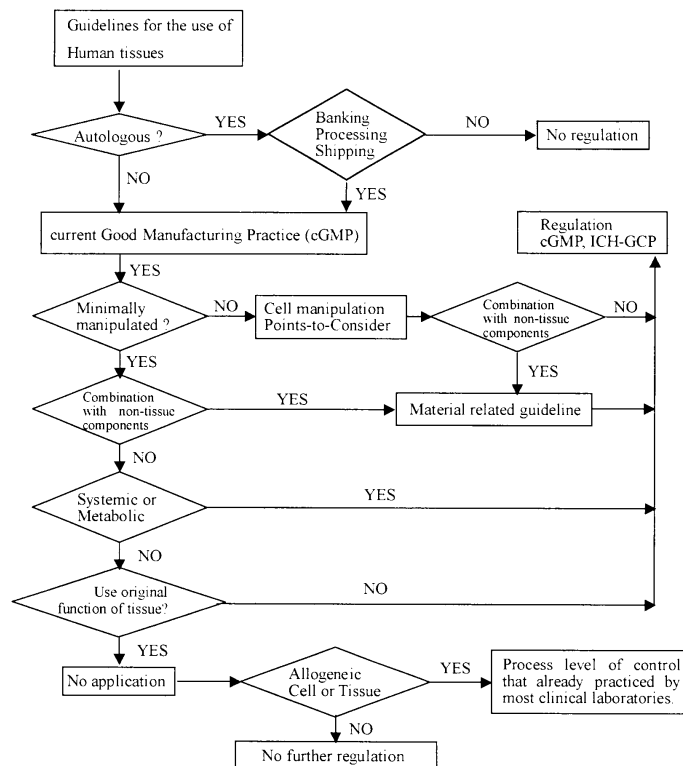 Guidelines for the use of
Human tissues
Autologous ?
YES
Banking
Processing
Shipping
NO
No regulation
NO
YES
current Good Manufacturing Practice (cGMP)
Regulation
cGMP, ICH-GCP
YES
Minimally
manipulated ?
NO
Cell manipulation
Points-to-Consider
Combination
with non-tissue
components
NO
YES
YES
Combination
with non-tissue
components
YES
Material related guideline
NO
Systemic or
Metabolic
YES
NO
Use original
function of tissue?
NO
YES
No application
Allogeneic
Cell or Tissue
YES
Process level of control
that already practiced by
most clinical laboratories.
NO
No further regulation